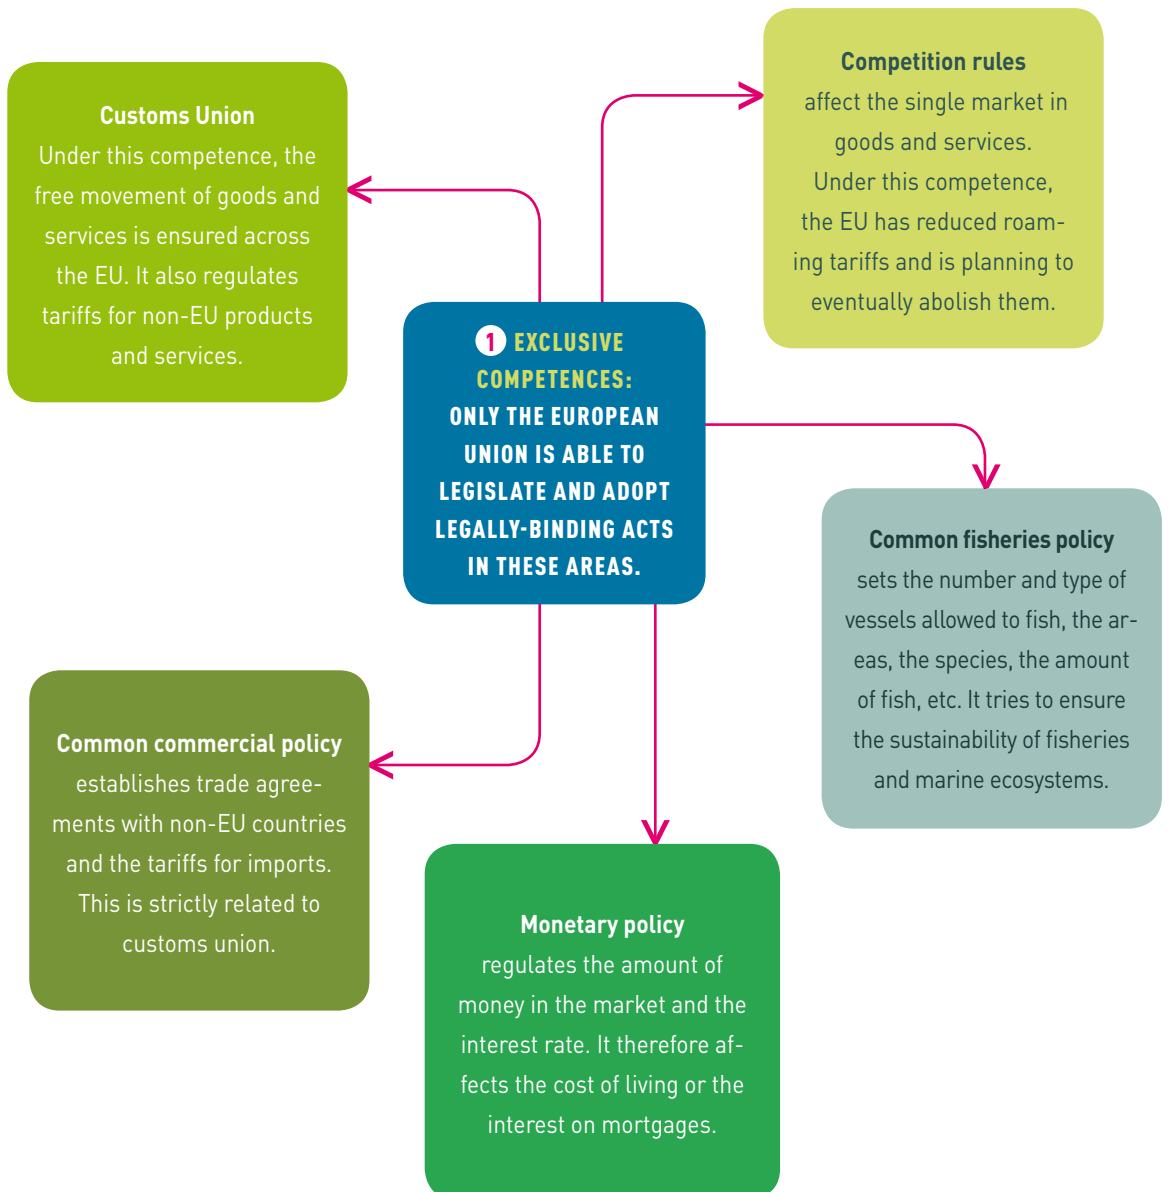 Customs Union
Under this competence, the
free movement of goods and
services is ensured across
the EU. It also regulates
tariffs for non-EU products
and services.
Competition rules
affect the single market in
goods and services.
Under this competence,
the EU has reduced roam-
ing tariffs and is planning to
eventually abolish them.
1 EXCLUSIVE
COMPETENCES:
ONLY THE EUROPEAN
UNION IS ABLE TO
LEGISLATE AND ADOPT
LEGALLY-BINDING ACTS
IN THESE AREAS.
Common fisheries policy
sets the number and type of
vessels allowed to fish, the ar-
eas, the species, the amount
of fish, etc. It tries to ensure
the sustainability of fisheries
and marine ecosystems.
Common commercial policy
establishes trade agree-
ments with non-EU countries
and the tariffs for imports.
This is strictly related to
customs union.
Monetary policy
regulates the amount of
money in the market and the
interest rate. It therefore af-
fects the cost of living or the
interest on mortgages.